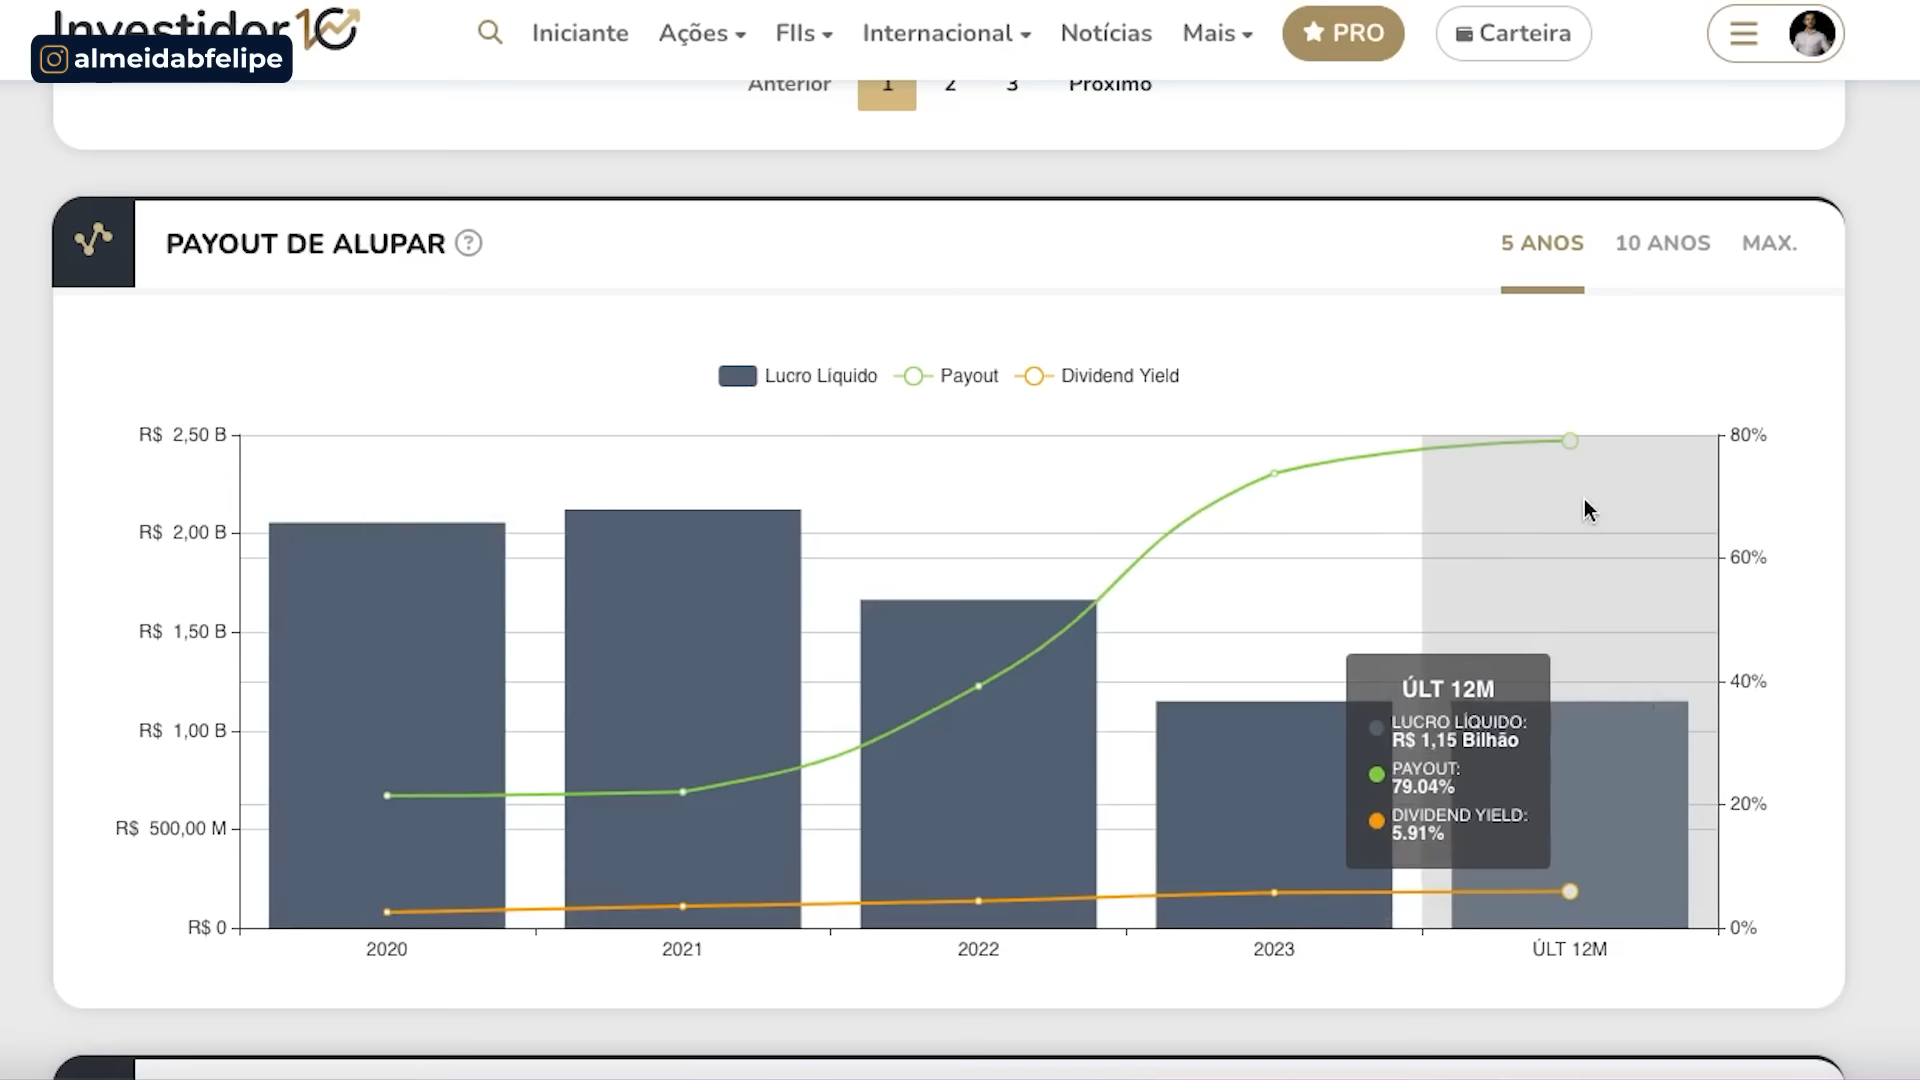 Investidor10
almeidabfelipe
Iniciante
Ações
FIIs
Internacional
Notícias
Mais
PRO
Carteira
Anterior 1 2 3 Próximo
PAYOUT DE ALUPAR ?
5 ANOS 10 ANOS MAX.
Lucro Líquido Payout Dividend Yield
R$ 2,50 B
R$ 2,00 B
R$ 1,50 B
R$ 1,00 B
R$ 500,00 M
R$ 0
80%
60%
40%
20%
0%
ÚLT 12M
LUCRO LÍQUIDO:
R$ 1,15 Bilhão
PAYOUT:
79.04%
DIVIDEND YIELD:
5.91%
2020 2021 2022 2023 ÚLT 12M